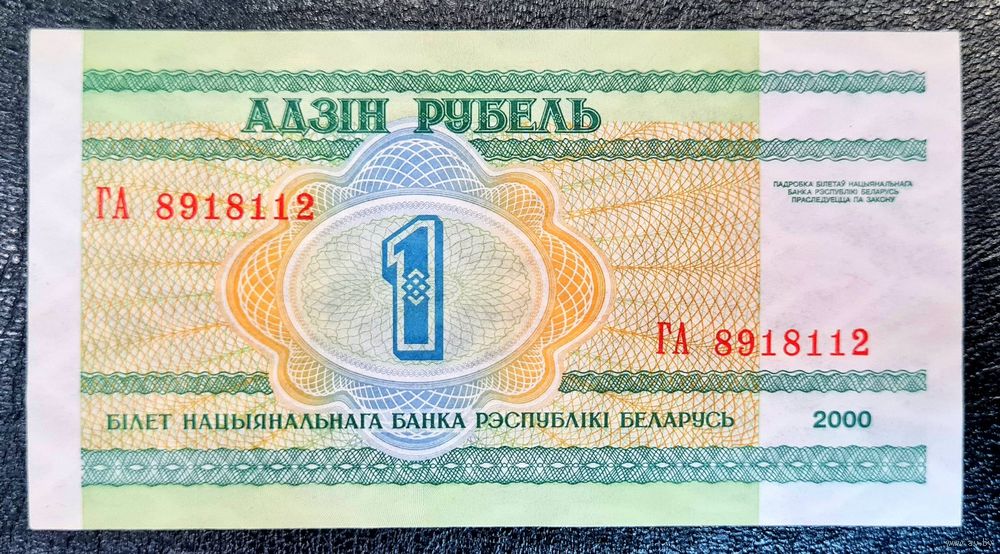 АДЗІН РУБЕЛЬ
ПАДРОБКА БІЛЕТАЎ НАЦЫЯНАЛЬНАГА
БАНКА РЭСПУБЛІКІ БЕЛАРУСЬ
ПРАСЛЕДУЕЦЦА ПА ЗАКОНУ
ГА 8918112
1
ГА 8918112
БІЛЕТ НАЦЫЯНАЛЬНАГА БАНКА РЭСПУБЛІКІ БЕЛАРУСЬ
2000